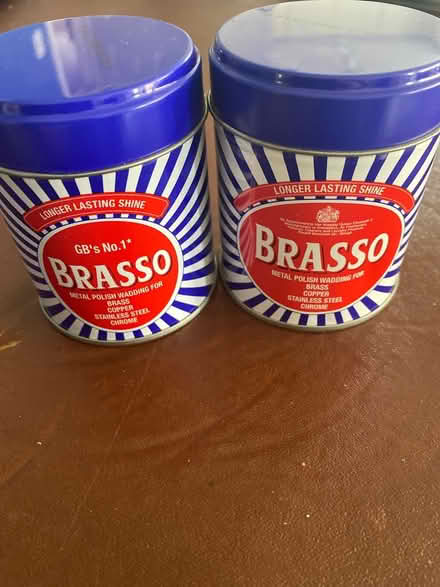 LONGER LASTING SHINE
GB's No.1*
BRASSO
METAL POLISH WADDING FOR
BRASS
COPPER
STAINLESS STEEL
CHROME
LONGER LASTING SHINE
BRASSO
METAL POLISH WADDING FOR
BRASS
COPPER
STAINLESS STEEL
CHROME